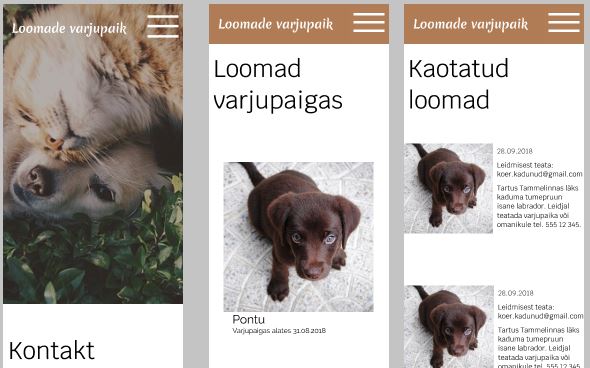 Loomade varjupaik
Kontakt
Loomade varjupaik
Loomad
varjupaigas
Pontu
Varjupaigas alates 31.08.2018
Loomade varjupaik
Kaotatud
loomad
28.09.2018
Leidmisest teata:
koer.kadunud@gmail.com
Tartus Tammelinnas läks
kaduma tumepruun
isane labrador. Leidjal
teatada varjupaika või
omanikule tel. 555 12 345.
28.09.2018
Leidmisest teata:
koer.kadunud@gmail.com
Tartus Tammelinnas läks
kaduma tumepruun
isane labrador. Leidjal
teatada varjupaika või
omanikule tel. 555 12 345.